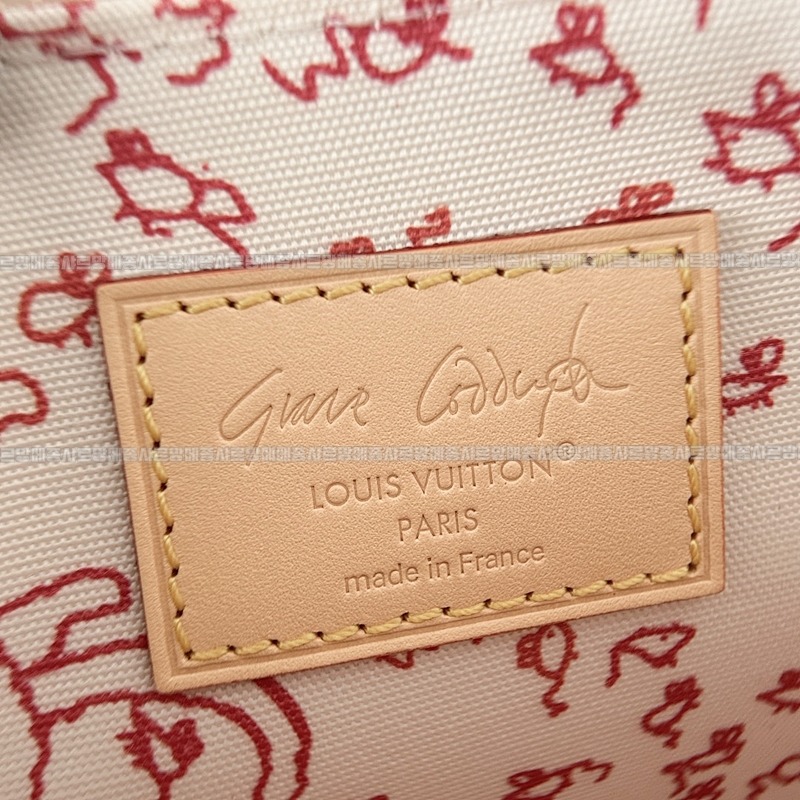 Grace Coddington
LOUIS VUITTON®
PARIS
made in France